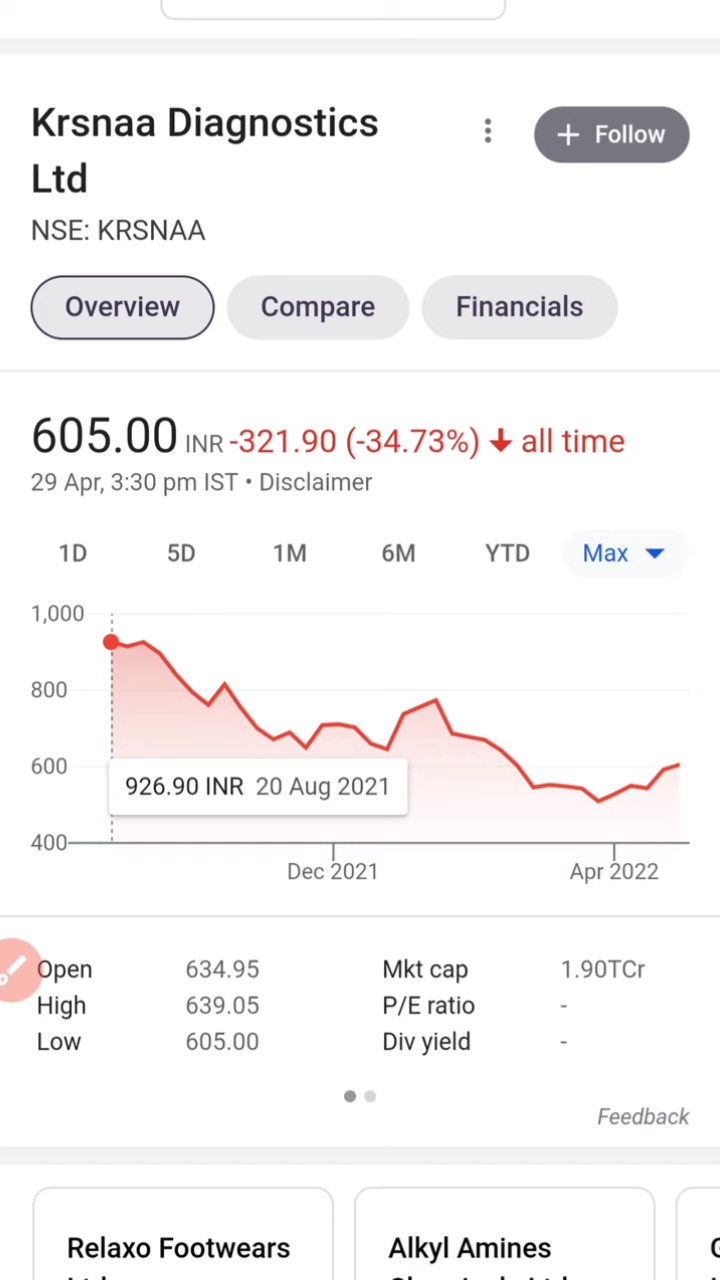 Krsnaa Diagnostics
Ltd
+ Follow
NSE: KRSNAA
Overview
Compare
Financials
605.00 INR -321.90 (-34.73%) ↓ all time
29 Apr, 3:30 pm IST • Disclaimer
1D 5D 1M 6M YTD Max
1,000
800
600
400
926.90 INR 20 Aug 2021
Dec 2021 Apr 2022
Open 634.95 Mkt cap 1.90TCr
High 639.05 P/E ratio -
Low 605.00 Div yield -
Feedback
Relaxo Footwears
Alkyl Amines